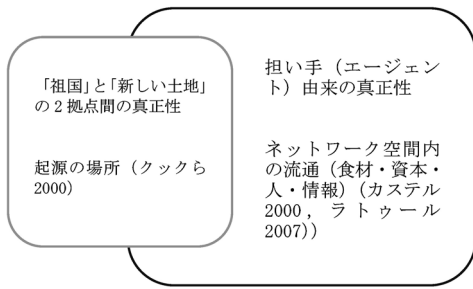 「祖国」と「新しい土地」
の2拠点間の真正性
起源の場所（クックら
2000）
担い手（エージェン
ト）由来の真正性
ネットワーク空間内
の流通（食材・資本・
人・情報）（カステル
2000，ラトゥール
2007））